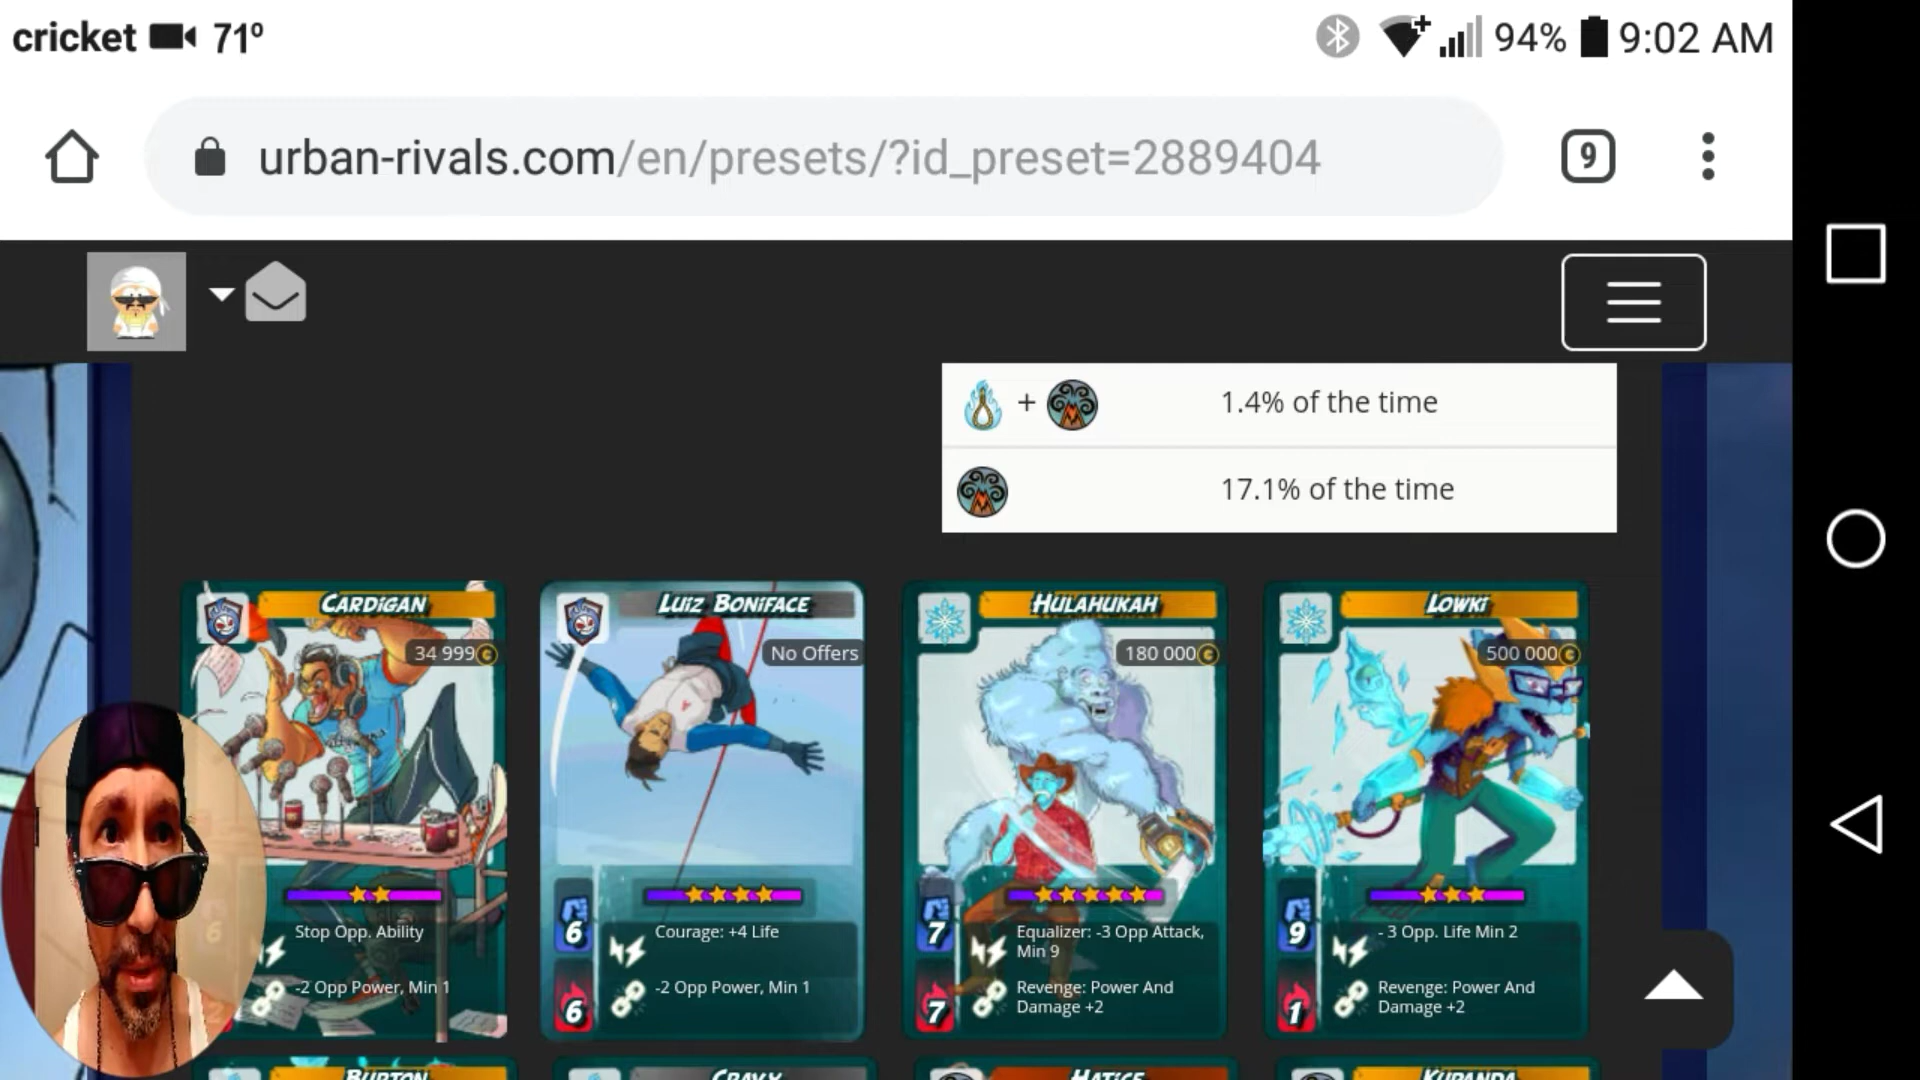 cricket 71° 94% 9:02 AM
urban-rivals.com/en/presets/?id_preset=2889404 9
+ 1.4% of the time
17.1% of the time
CARDIGAN
34 999
Stop Opp. Ability
-2 Opp Power, Min 1
LUIZ BONIFACE
No Offers
6
Courage: +4 Life
6
-2 Opp Power, Min 1
HULAHUKAH
180 000
7
Equalizer: -3 Opp Attack,
Min 9
7
Revenge: Power And
Damage +2
LOWKI
500 000
9
- 3 Opp. Life Min 2
1
Revenge: Power And
Damage +2
BURTON
CRAVY
HATICE
KUPANDA